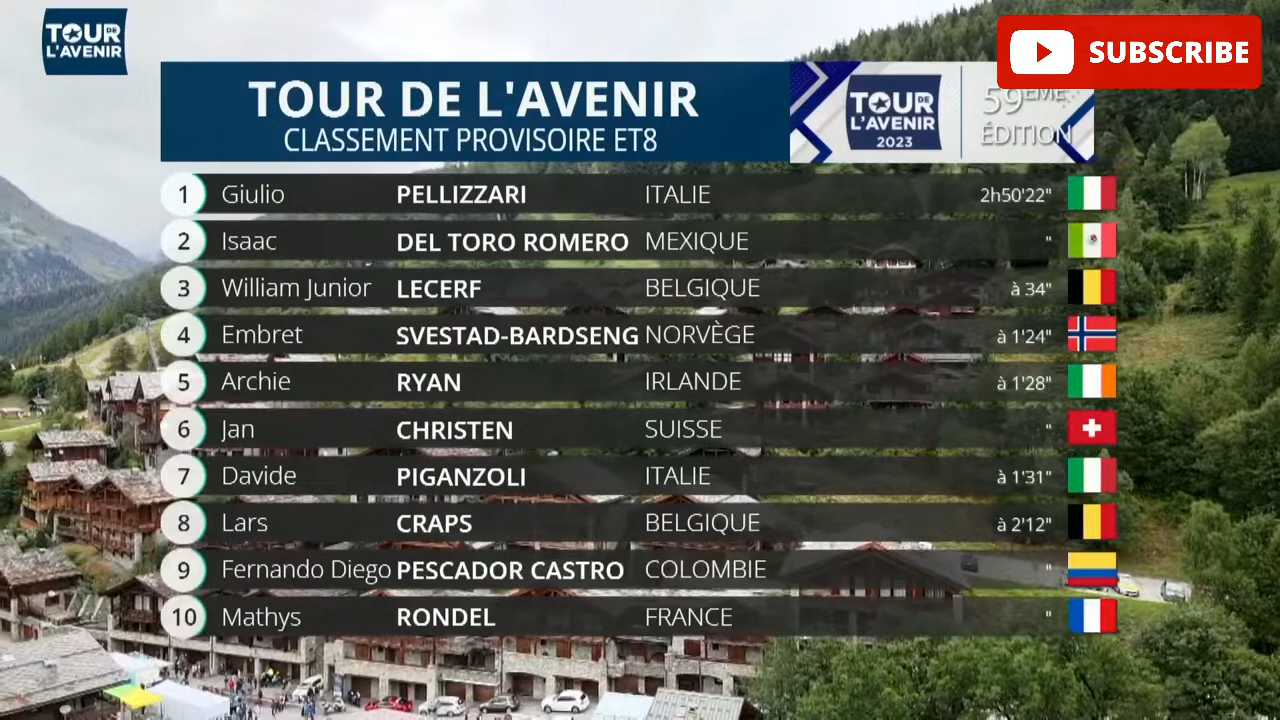 TOUR DE
L'AVENIR
SUBSCRIBE
TOUR DE L'AVENIR
CLASSEMENT PROVISOIRE ET8
TOUR DE
L'AVENIR
2023
59ÈME
ÉDITION
1 Giulio PELLIZZARI ITALIE 2h50'22"
2 Isaac DEL TORO ROMERO MEXIQUE "
3 William Junior LECERF BELGIQUE à 34"
4 Embret SVESTAD-BARDSENG NORVÈGE à 1'24"
5 Archie RYAN IRLANDE à 1'28"
6 Jan CHRISTEN SUISSE "
7 Davide PIGANZOLI ITALIE à 1'31"
8 Lars CRAPS BELGIQUE à 2'12"
9 Fernando Diego PESCADOR CASTRO COLOMBIE "
10 Mathys RONDEL FRANCE "